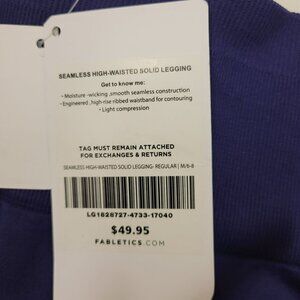 SEAMLESS HIGH-WAISTED SOLID LEGGING
Get to know me:
• Moisture -wicking ,smooth seamless construction
• Engineered ,high-rise ribbed waistband for contouring
• Light compression
TAG MUST REMAIN ATTACHED
FOR EXCHANGES & RETURNS
SEAMLESS HIGH-WAISTED SOLID LEGGING- REGULAR | M/6-8
LG1828727-4733-17040
$49.95
FABLETICS.COM